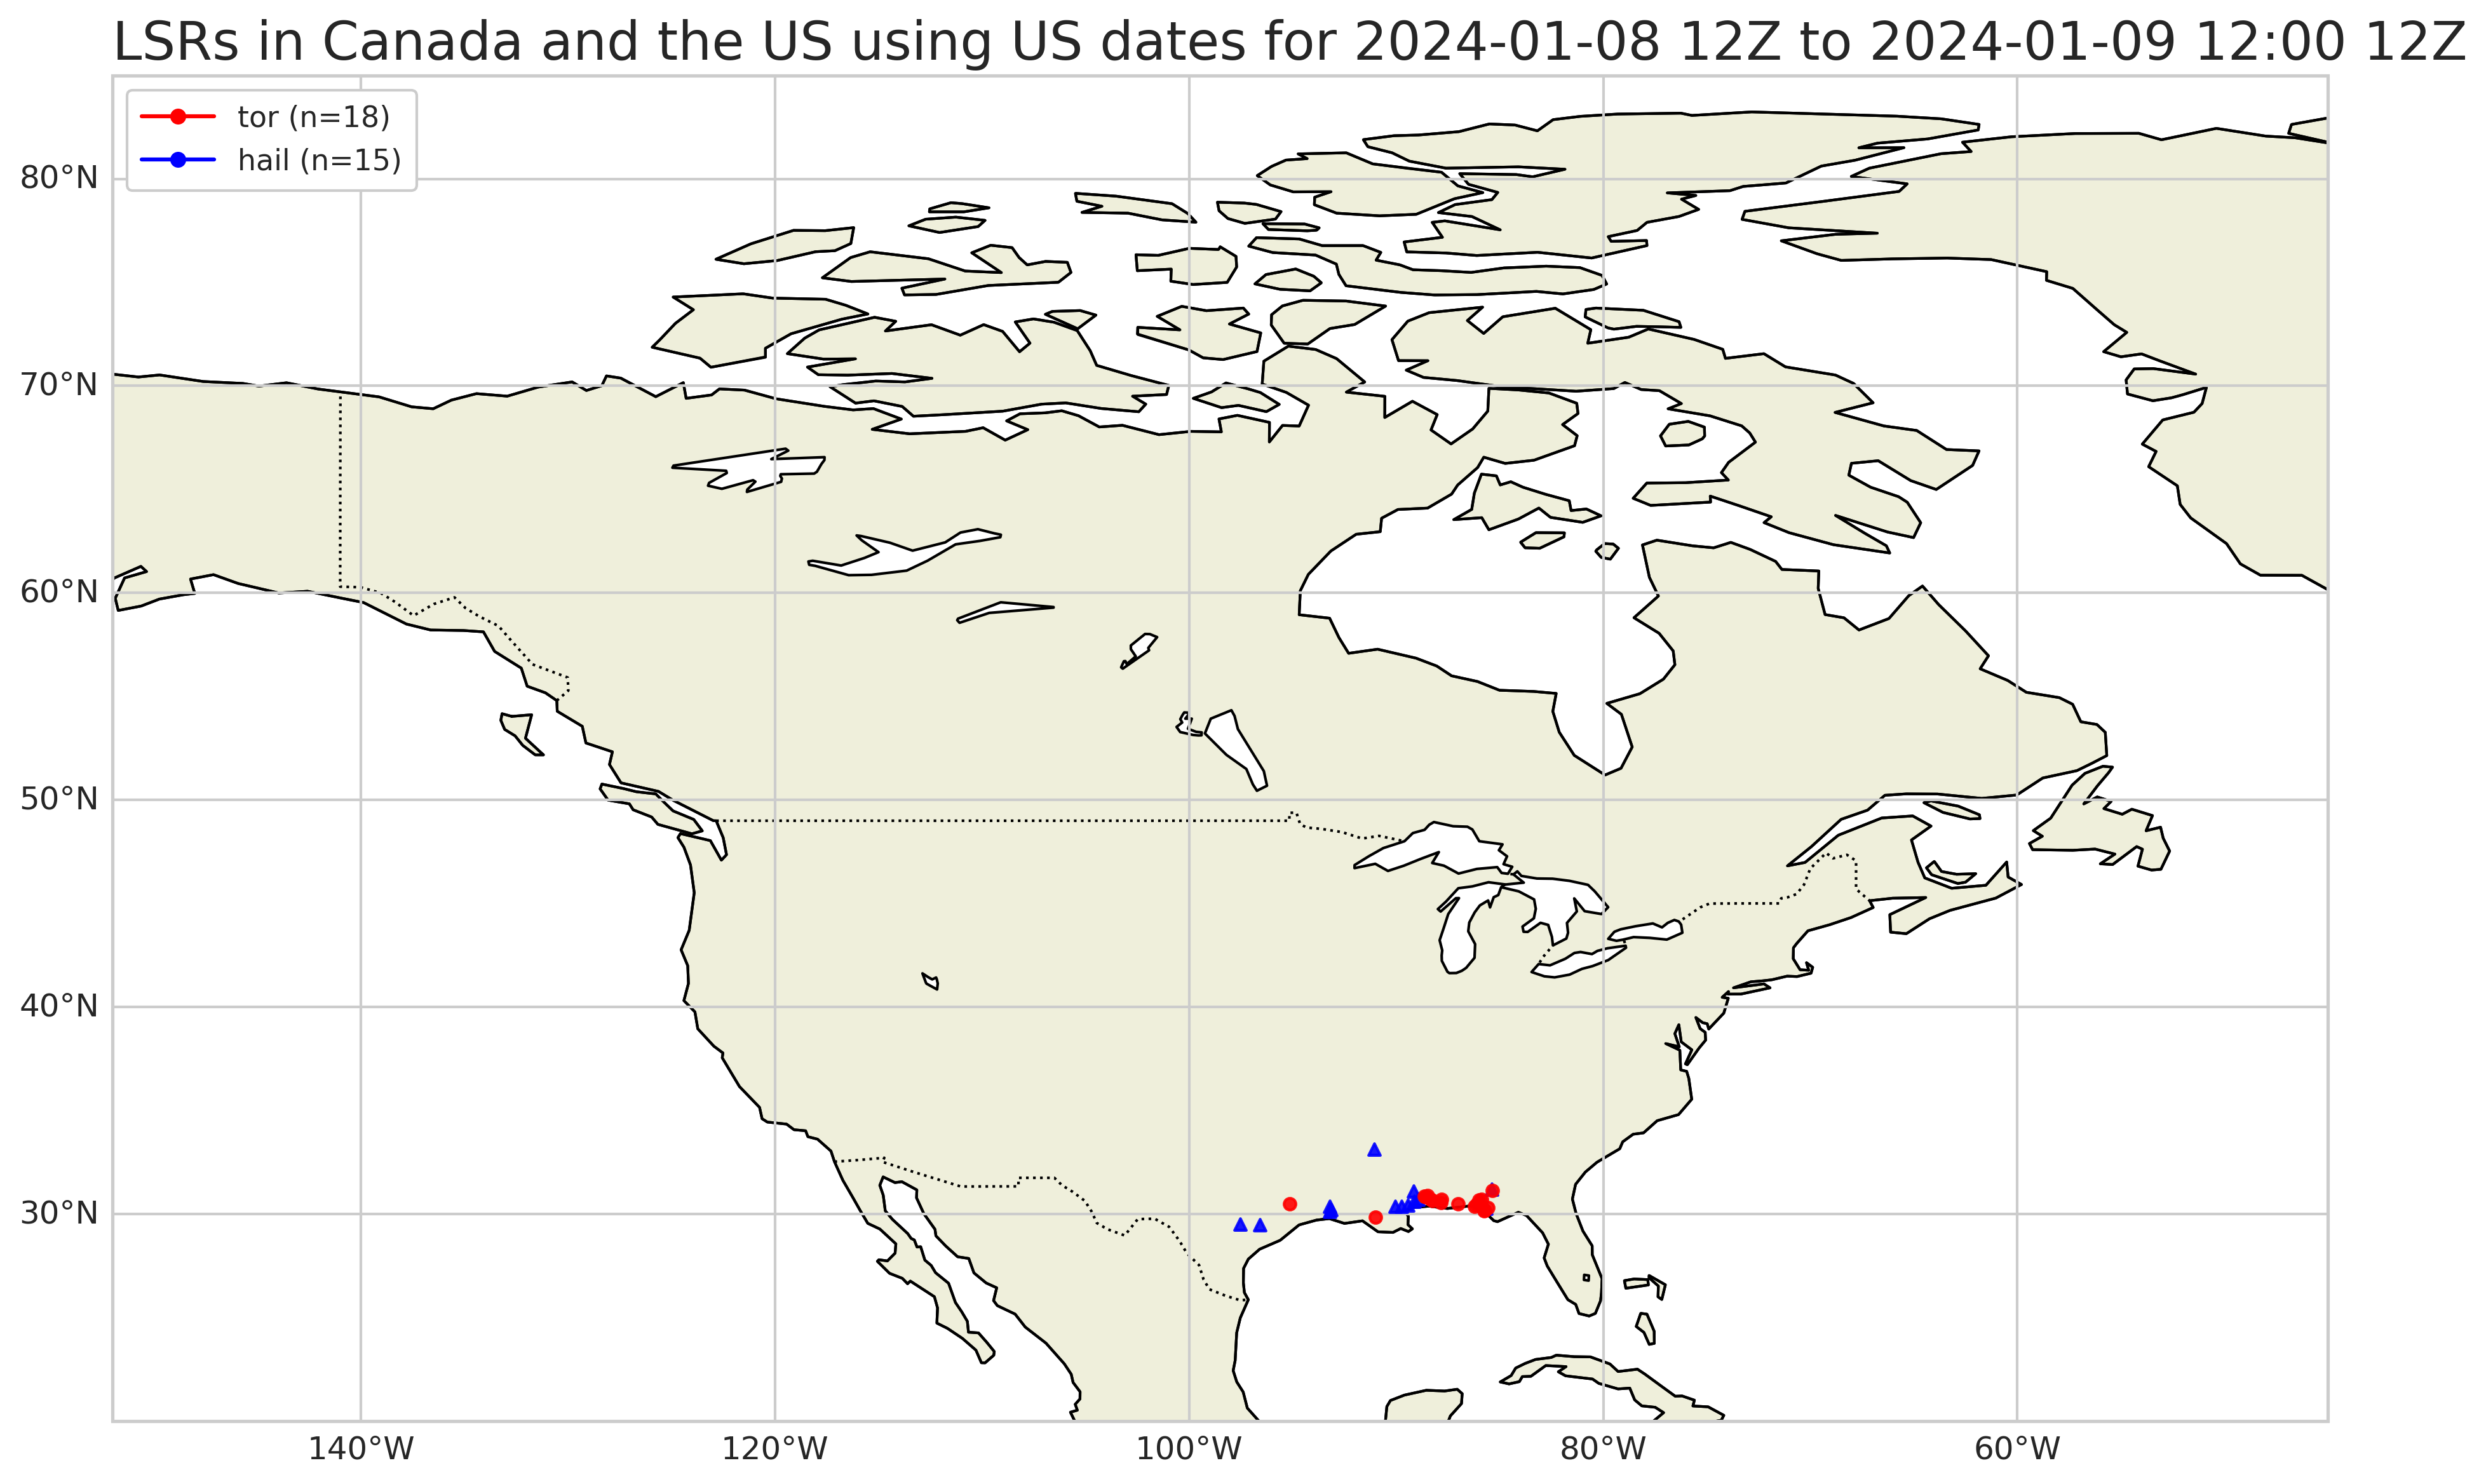 LSRs in Canada and the US using US dates for 2024-01-08 12Z to 2024-01-09 12:00 12Z
tor (n=18)
hail (n=15)
80°N
70°N
60°N
50°N
40°N
30°N
140°W
120°W
100°W
80°W
60°W